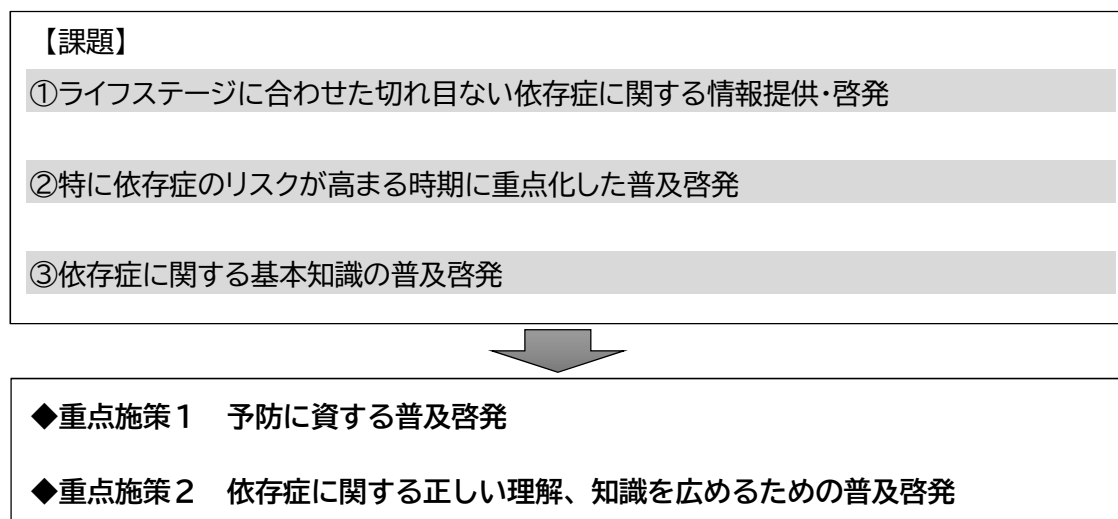 【課題】
①ライフステージに合わせた切れ目ない依存症に関する情報提供・啓発
②特に依存症のリスクが高まる時期に重点化した普及啓発
③依存症に関する基本知識の普及啓発
◆重点施策1　予防に資する普及啓発
◆重点施策2　依存症に関する正しい理解、知識を広めるための普及啓発